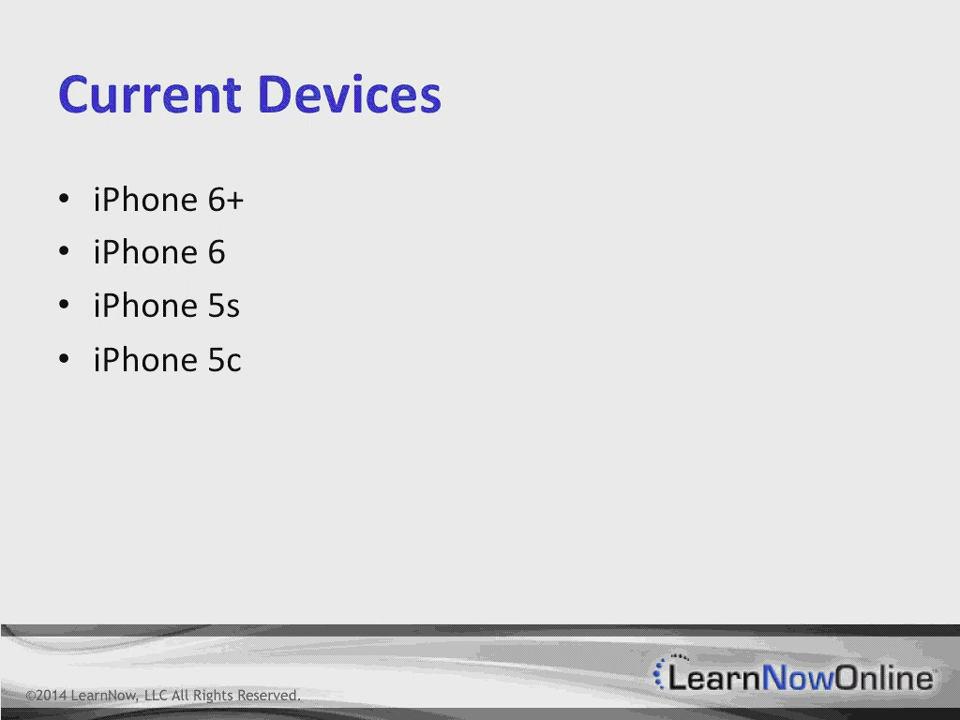 Current Devices
• iPhone 6+
• iPhone 6
• iPhone 5s
• iPhone 5c
©2014 LearnNow, LLC All Rights Reserved.
LearnNowOnline